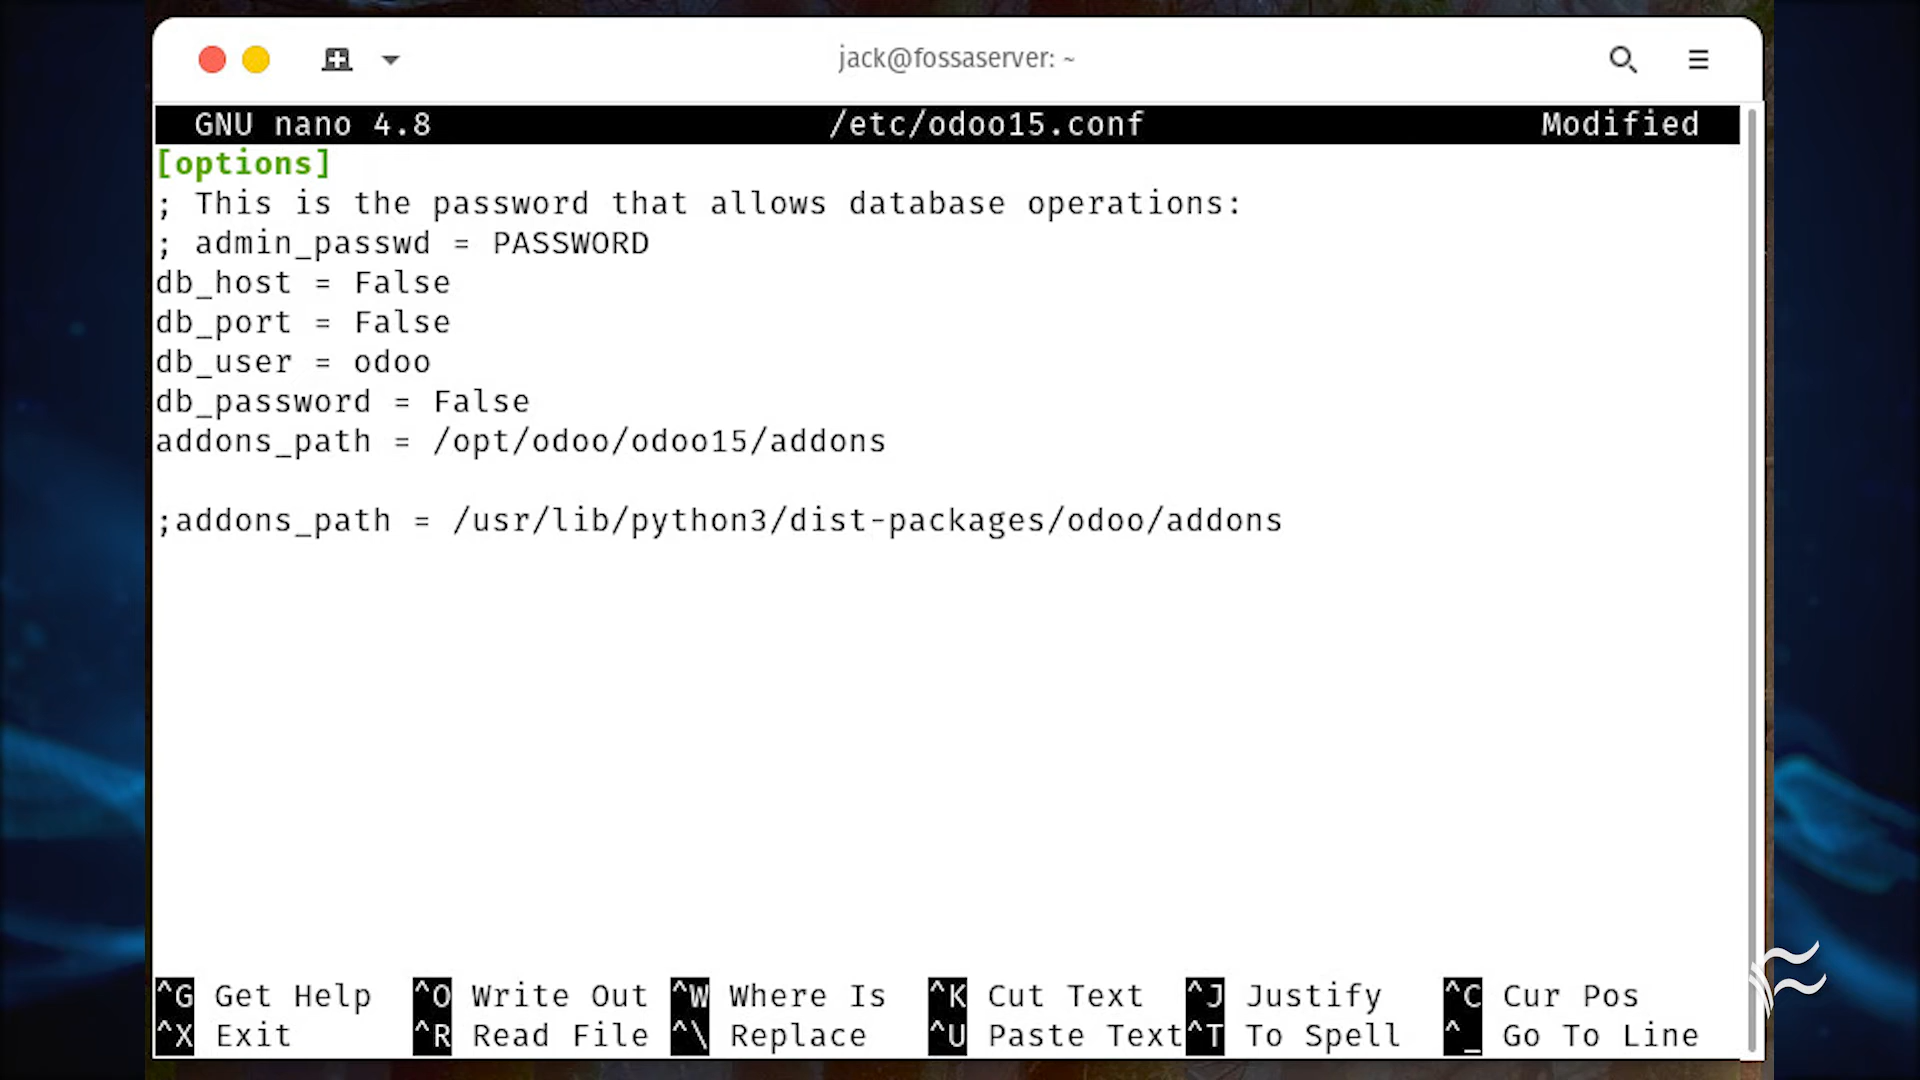 jack@fossaserver: ~
GNU nano 4.8 /etc/odoo15.conf Modified
[options]
; This is the password that allows database operations:
; admin_passwd = PASSWORD
db_host = False
db_port = False
db_user = odoo
db_password = False
addons_path = /opt/odoo/odoo15/addons
;addons_path = /usr/lib/python3/dist-packages/odoo/addons
^G Get Help ^O Write Out ^W Where Is ^K Cut Text ^J Justify ^C Cur Pos
^X Exit ^R Read File ^\ Replace ^U Paste Text ^T To Spell ^_ Go To Line